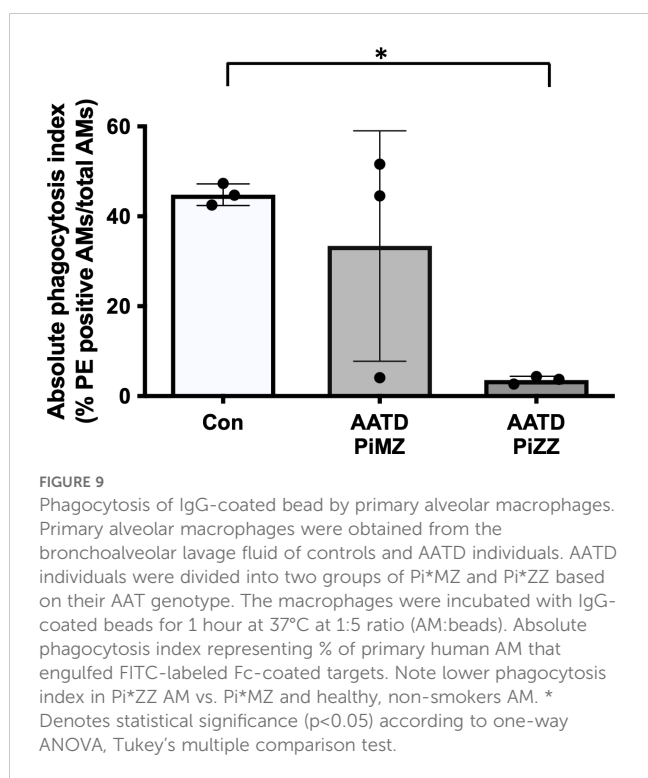 *
Absolute phagocytosis index
(% PE positive AMs/total AMs)
60
40
20
0
Con
AATD
PiMZ
AATD
PiZZ
FIGURE 9
Phagocytosis of IgG-coated bead by primary alveolar macrophages.
Primary alveolar macrophages were obtained from the
bronchoalveolar lavage fluid of controls and AATD individuals. AATD
individuals were divided into two groups of Pi*MZ and Pi*ZZ based
on their AAT genotype. The macrophages were incubated with IgG-
coated beads for 1 hour at 37°C at 1:5 ratio (AM:beads). Absolute
phagocytosis index representing % of primary human AM that
engulfed FITC-labeled Fc-coated targets. Note lower phagocytosis
index in Pi*ZZ AM vs. Pi*MZ and healthy, non-smokers AM. *
Denotes statistical significance (p<0.05) according to one-way
ANOVA, Tukey’s multiple comparison test.